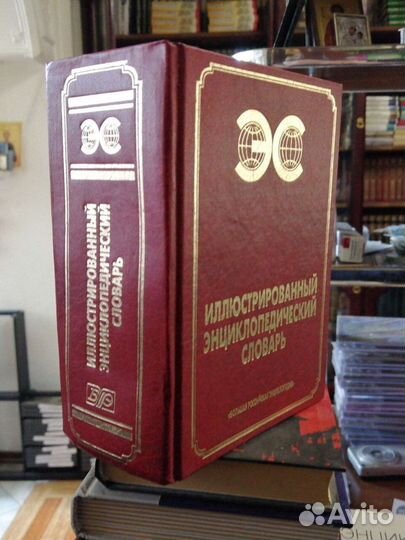 ИЛЛЮСТРИРОВАННЫЙ
ЭНЦИКЛОПЕДИЧЕСКИЙ
СЛОВАРЬ
ЭС
ИЛЛЮСТРИРОВАННЫЙ
ЭНЦИКЛОПЕДИЧЕСКИЙ
СЛОВАРЬ
«БОЛЬШАЯ РОССИЙСКАЯ ЭНЦИКЛОПЕДИЯ»
Avito